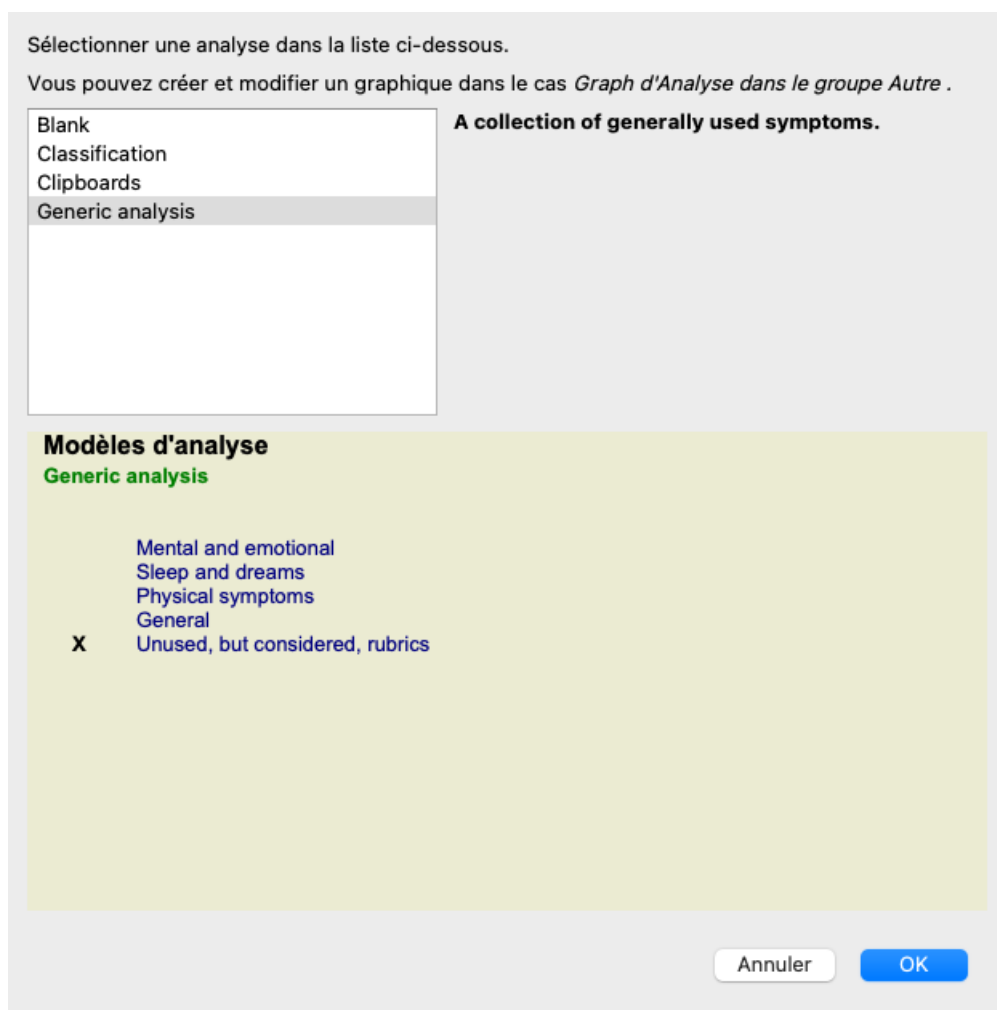 Sélectionner une analyse dans la liste ci-dessous.
Vous pouvez créer et modifier un graphique dans le cas Graph d'Analyse dans le groupe Autre .
Blank
Classification
Clipboards
Generic analysis
A collection of generally used symptoms.
Modèles d'analyse
Generic analysis
Mental and emotional
Sleep and dreams
Physical symptoms
General
X Unused, but considered, rubrics
Annuler OK